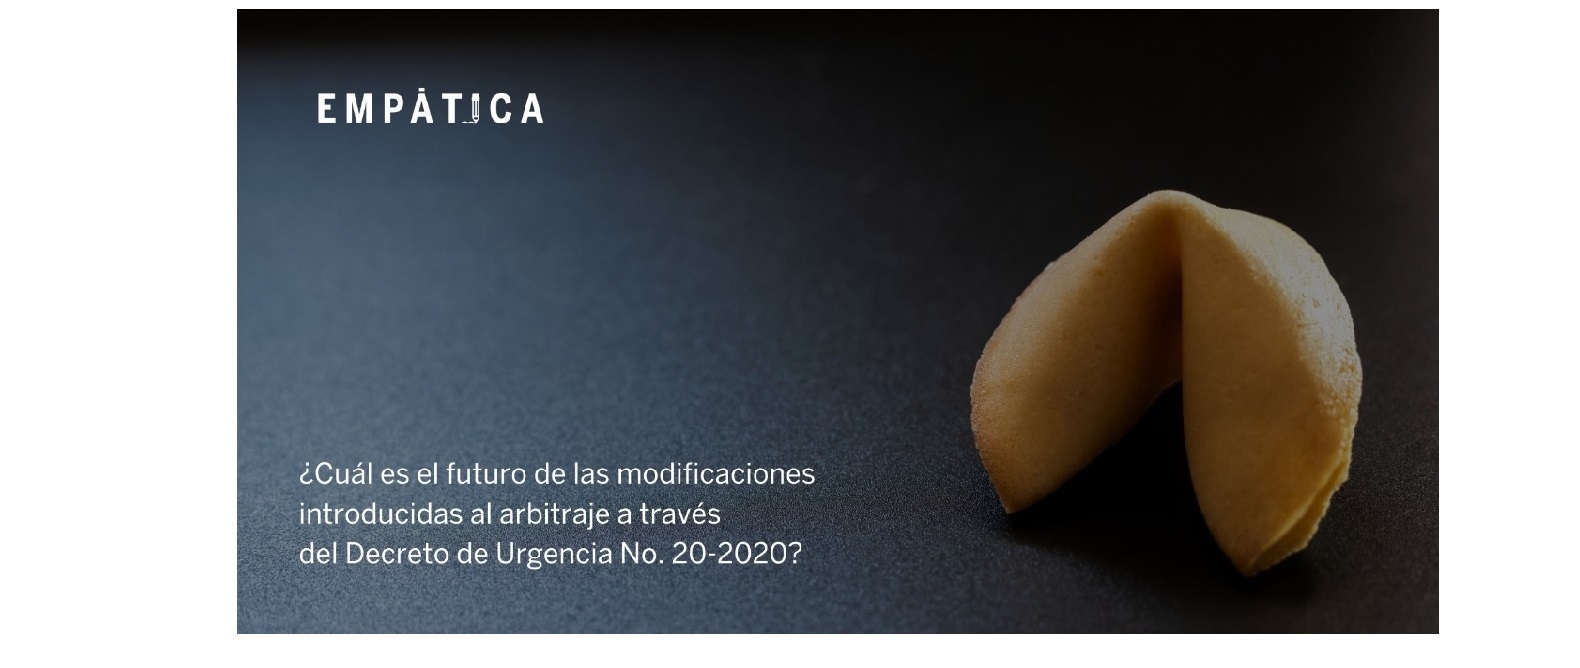 EMPÁTICA
¿Cuál es el futuro de las modificaciones
introducidas al arbitraje a través
del Decreto de Urgencia No. 20-2020?